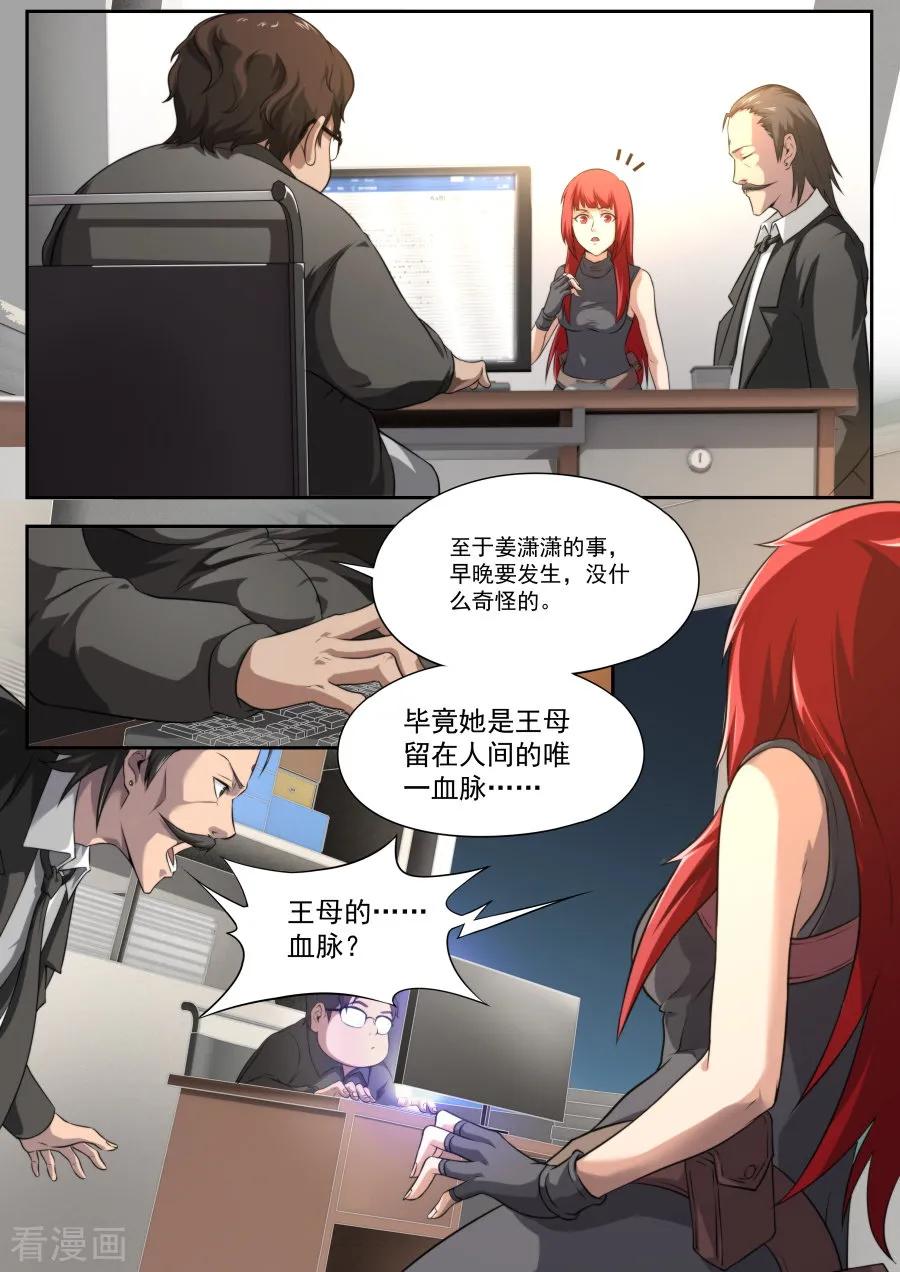 至于姜潇潇的事，
早晚要发生，没什
么奇怪的。
毕竟她是王母
留在人间的唯
一血脉……
王母的……
血脉？
看漫画